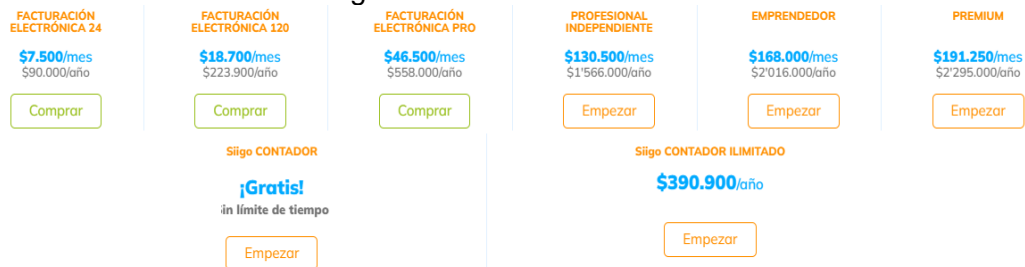 FACTURACIÓN
ELECTRÓNICA 24
$7.500/mes
$90.000/año
Comprar
FACTURACIÓN
ELECTRÓNICA 120
$18.700/mes
$223.900/año
Comprar
FACTURACIÓN
ELECTRÓNICA PRO
$46.500/mes
$558.000/año
Comprar
PROFESIONAL
INDEPENDIENTE
$130.500/mes
$1'566.000/año
Empezar
EMPRENDEDOR
$168.000/mes
$2'016.000/año
Empezar
PREMIUM
$191.250/mes
$2'295.000/año
Empezar
Siigo CONTADOR
¡Gratis!
in límite de tiempo
Empezar
Siigo CONTADOR ILIMITADO
$390.900/año
Empezar